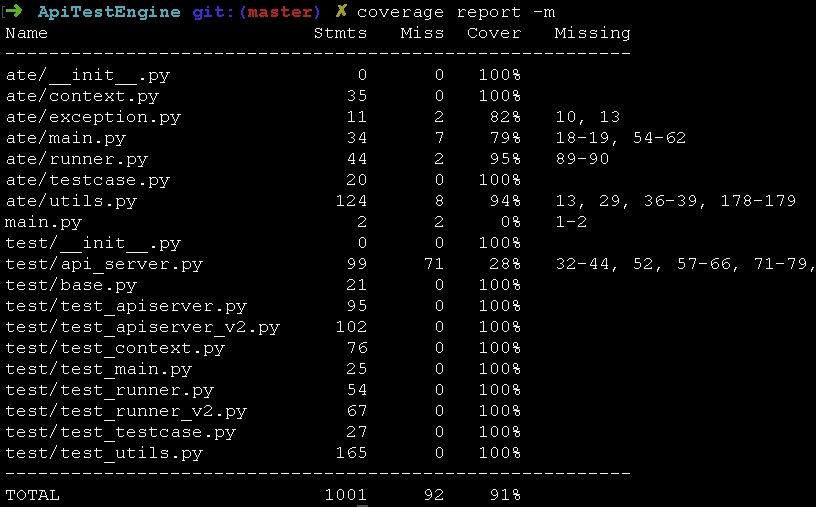 ➜ ApiTestEngine git:(master) ✗ coverage report -m
Name Stmts Miss Cover Missing
-----------------------------------------------------------
ate/__init__.py 0 0 100%
ate/context.py 35 0 100%
ate/exception.py 11 2 82% 10, 13
ate/main.py 34 7 79% 18-19, 54-62
ate/runner.py 44 2 95% 89-90
ate/testcase.py 20 0 100%
ate/utils.py 124 8 94% 13, 29, 36-39, 178-179
main.py 2 2 0% 1-2
test/__init__.py 0 0 100%
test/api_server.py 99 71 28% 32-44, 52, 57-66, 71-79,
test/base.py 21 0 100%
test/test_apiserver.py 95 0 100%
test/test_apiserver_v2.py 102 0 100%
test/test_context.py 76 0 100%
test/test_main.py 25 0 100%
test/test_runner.py 54 0 100%
test/test_runner_v2.py 67 0 100%
test/test_testcase.py 27 0 100%
test/test_utils.py 165 0 100%
-----------------------------------------------------------
TOTAL 1001 92 91%